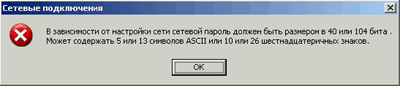 Сетевые подключения
В зависимости от настройки сети сетевой пароль должен быть размером в 40 или 104 бита .
Может содержать 5 или 13 символов ASCII или 10 или 26 шестнадцатеричных знаков.
OK